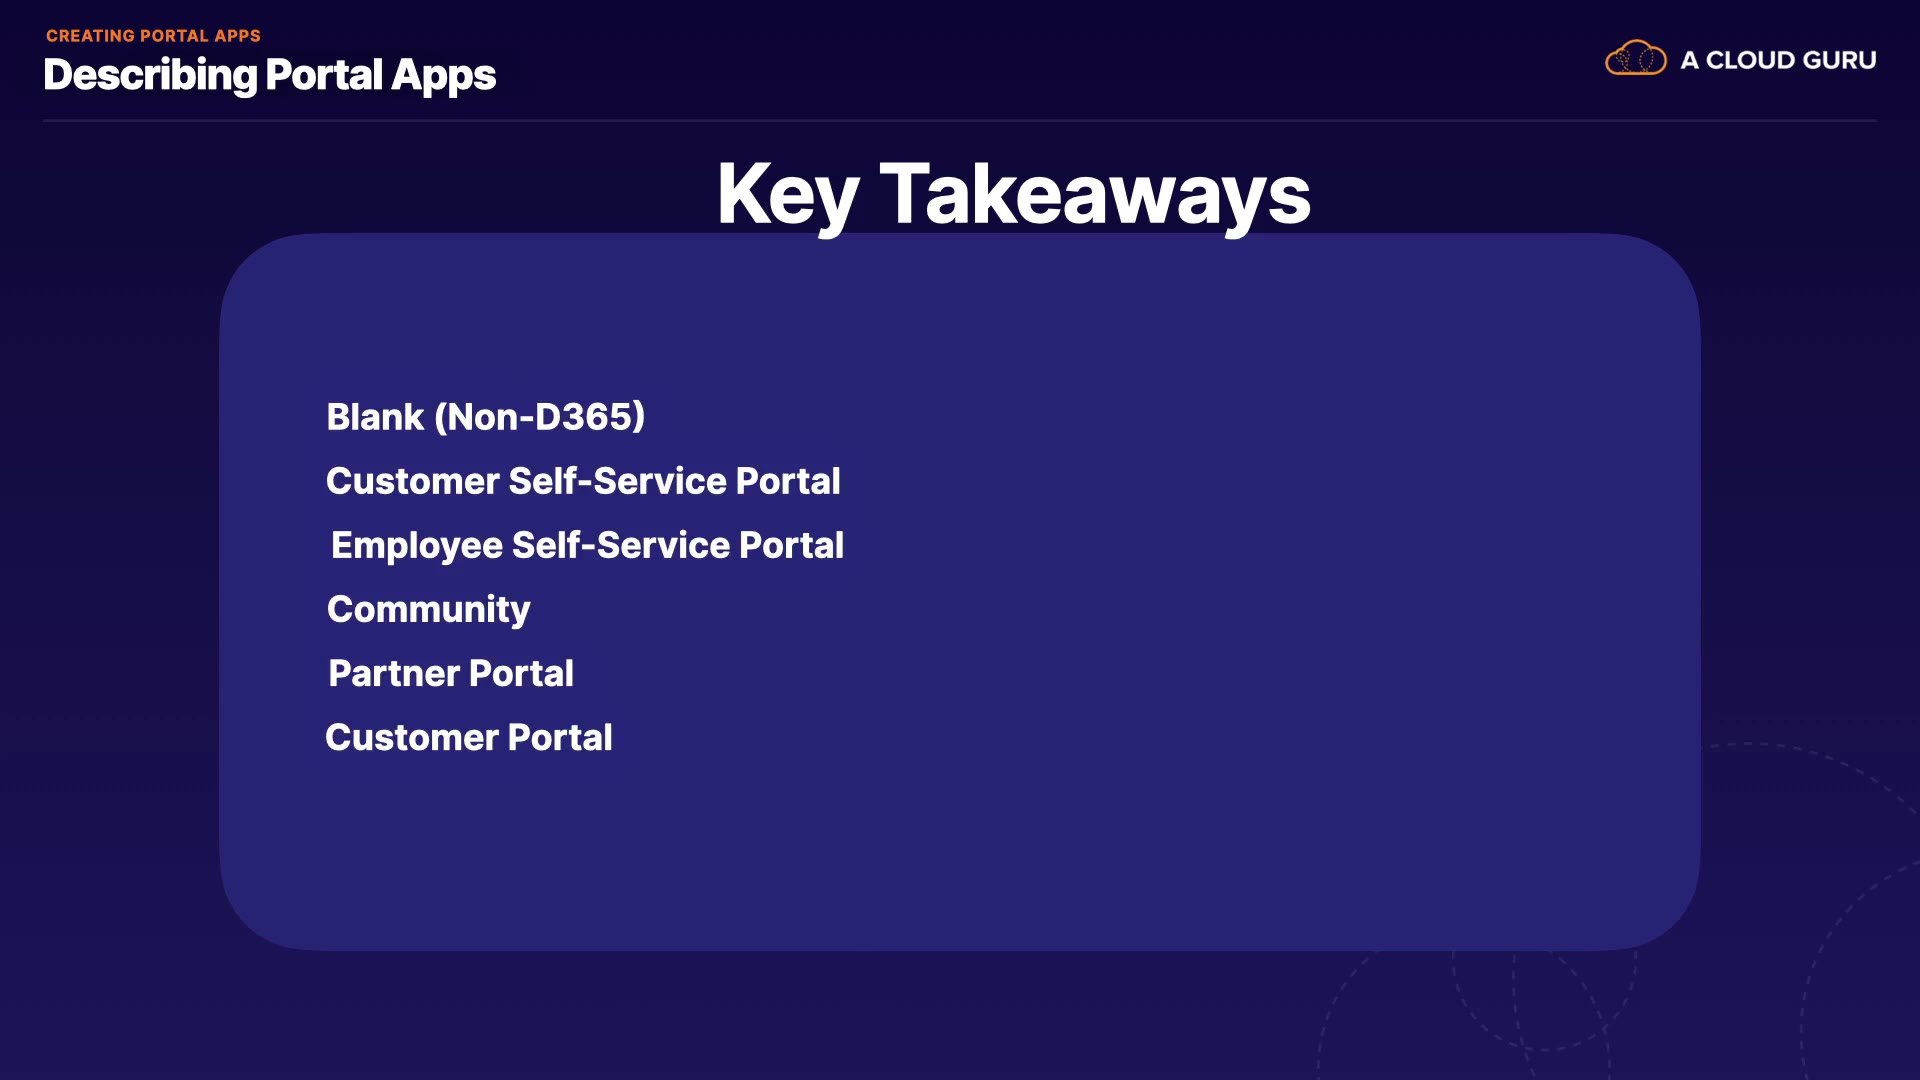 CREATING PORTAL APPS
Describing Portal Apps
A CLOUD GURU
Key Takeaways
Blank (Non-D365)
Customer Self-Service Portal
Employee Self-Service Portal
Community
Partner Portal
Customer Portal